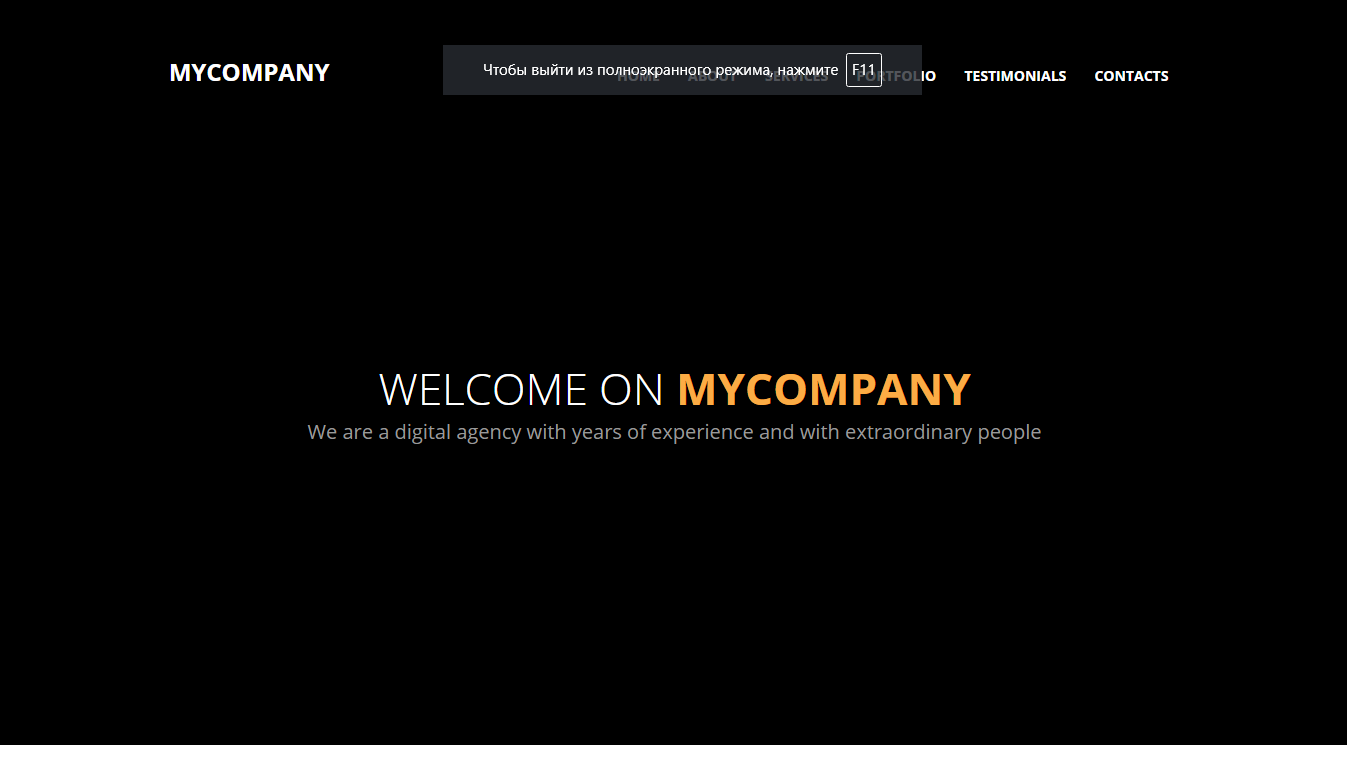 MYCOMPANY
Чтобы выйти из полноэкранного режима, нажмите F11
HOME ABOUT SERVICES PORTFOLIO TESTIMONIALS CONTACTS
WELCOME ON MYCOMPANY
We are a digital agency with years of experience and with extraordinary people